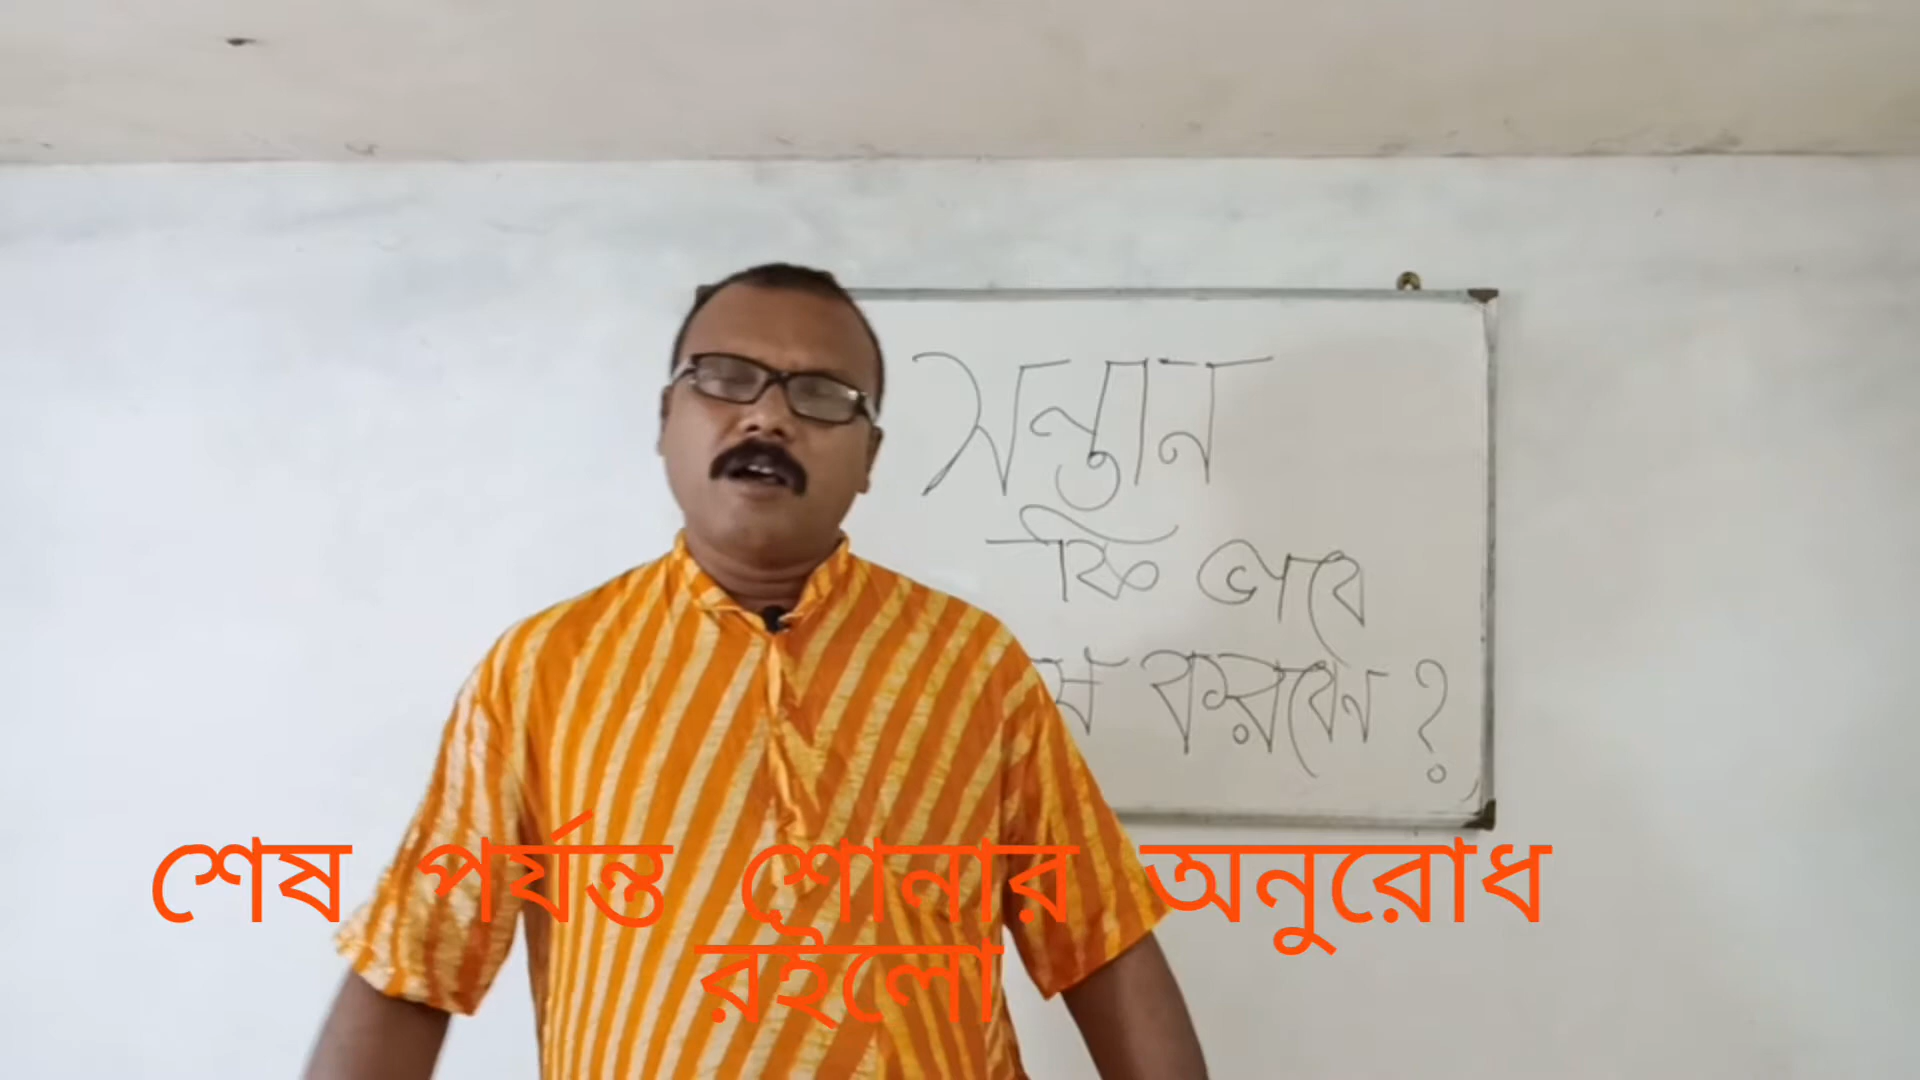 সন্তান
কি ভাবে
করবেন ?
শেষ পর্যন্ত শোনার অনুরোধ
রইলো